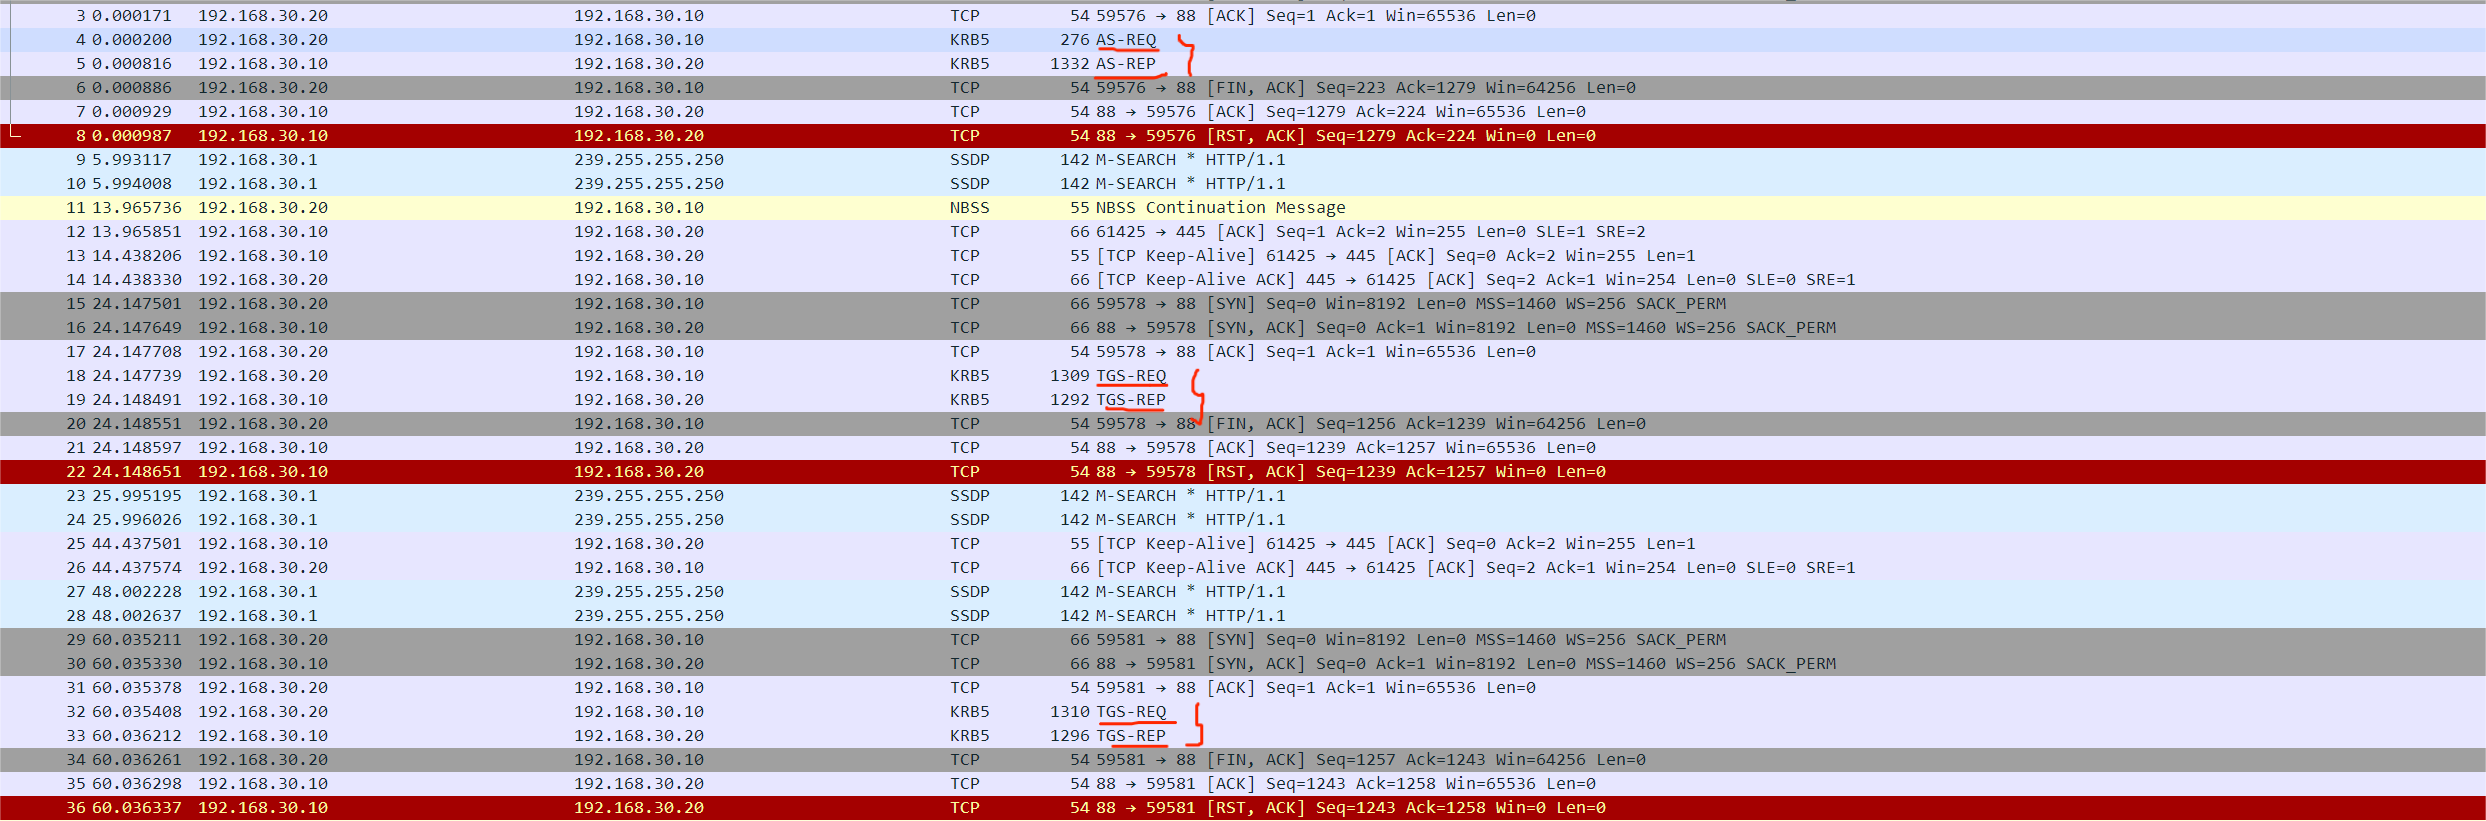 3 0.000171 192.168.30.20 192.168.30.10 TCP 54 59576 → 88 [ACK] Seq=1 Ack=1 Win=65536 Len=0
4 0.000200 192.168.30.20 192.168.30.10 KRB5 276 AS-REQ
5 0.000816 192.168.30.10 192.168.30.20 KRB5 1332 AS-REP
6 0.000886 192.168.30.20 192.168.30.10 TCP 54 59576 → 88 [FIN, ACK] Seq=223 Ack=1279 Win=64256 Len=0
7 0.000929 192.168.30.10 192.168.30.20 TCP 54 88 → 59576 [ACK] Seq=1279 Ack=224 Win=65536 Len=0
8 0.000987 192.168.30.10 192.168.30.20 TCP 54 88 → 59576 [RST, ACK] Seq=1279 Ack=224 Win=0 Len=0
9 5.993117 192.168.30.1 239.255.255.250 SSDP 142 M-SEARCH * HTTP/1.1
10 5.994008 192.168.30.1 239.255.255.250 SSDP 142 M-SEARCH * HTTP/1.1
11 13.965736 192.168.30.20 192.168.30.10 NBSS 55 NBSS Continuation Message
12 13.965851 192.168.30.10 192.168.30.20 TCP 66 61425 → 445 [ACK] Seq=1 Ack=2 Win=255 Len=0 SLE=1 SRE=2
13 14.438206 192.168.30.10 192.168.30.20 TCP 55 [TCP Keep-Alive] 61425 → 445 [ACK] Seq=0 Ack=2 Win=255 Len=1
14 14.438330 192.168.30.20 192.168.30.10 TCP 66 [TCP Keep-Alive ACK] 445 → 61425 [ACK] Seq=2 Ack=1 Win=254 Len=0 SLE=0 SRE=1
15 24.147501 192.168.30.20 192.168.30.10 TCP 66 59578 → 88 [SYN] Seq=0 Win=8192 Len=0 MSS=1460 WS=256 SACK_PERM
16 24.147649 192.168.30.10 192.168.30.20 TCP 66 88 → 59578 [SYN, ACK] Seq=0 Ack=1 Win=8192 Len=0 MSS=1460 WS=256 SACK_PERM
17 24.147708 192.168.30.20 192.168.30.10 TCP 54 59578 → 88 [ACK] Seq=1 Ack=1 Win=65536 Len=0
18 24.147739 192.168.30.20 192.168.30.10 KRB5 1309 TGS-REQ
19 24.148491 192.168.30.10 192.168.30.20 KRB5 1292 TGS-REP
20 24.148551 192.168.30.20 192.168.30.10 TCP 54 59578 → 88 [FIN, ACK] Seq=1256 Ack=1239 Win=64256 Len=0
21 24.148597 192.168.30.10 192.168.30.20 TCP 54 88 → 59578 [ACK] Seq=1239 Ack=1257 Win=65536 Len=0
22 24.148651 192.168.30.10 192.168.30.20 TCP 54 88 → 59578 [RST, ACK] Seq=1239 Ack=1257 Win=0 Len=0
23 25.995195 192.168.30.1 239.255.255.250 SSDP 142 M-SEARCH * HTTP/1.1
24 25.996026 192.168.30.1 239.255.255.250 SSDP 142 M-SEARCH * HTTP/1.1
25 44.437501 192.168.30.10 192.168.30.20 TCP 55 [TCP Keep-Alive] 61425 → 445 [ACK] Seq=0 Ack=2 Win=255 Len=1
26 44.437574 192.168.30.20 192.168.30.10 TCP 66 [TCP Keep-Alive ACK] 445 → 61425 [ACK] Seq=2 Ack=1 Win=254 Len=0 SLE=0 SRE=1
27 48.002228 192.168.30.1 239.255.255.250 SSDP 142 M-SEARCH * HTTP/1.1
28 48.002637 192.168.30.1 239.255.255.250 SSDP 142 M-SEARCH * HTTP/1.1
29 60.035211 192.168.30.20 192.168.30.10 TCP 66 59581 → 88 [SYN] Seq=0 Win=8192 Len=0 MSS=1460 WS=256 SACK_PERM
30 60.035330 192.168.30.10 192.168.30.20 TCP 66 88 → 59581 [SYN, ACK] Seq=0 Ack=1 Win=8192 Len=0 MSS=1460 WS=256 SACK_PERM
31 60.035378 192.168.30.20 192.168.30.10 TCP 54 59581 → 88 [ACK] Seq=1 Ack=1 Win=65536 Len=0
32 60.035408 192.168.30.20 192.168.30.10 KRB5 1310 TGS-REQ
33 60.036212 192.168.30.10 192.168.30.20 KRB5 1296 TGS-REP
34 60.036261 192.168.30.20 192.168.30.10 TCP 54 59581 → 88 [FIN, ACK] Seq=1257 Ack=1243 Win=64256 Len=0
35 60.036298 192.168.30.10 192.168.30.20 TCP 54 88 → 59581 [ACK] Seq=1243 Ack=1258 Win=65536 Len=0
36 60.036337 192.168.30.10 192.168.30.20 TCP 54 88 → 59581 [RST, ACK] Seq=1243 Ack=1258 Win=0 Len=0